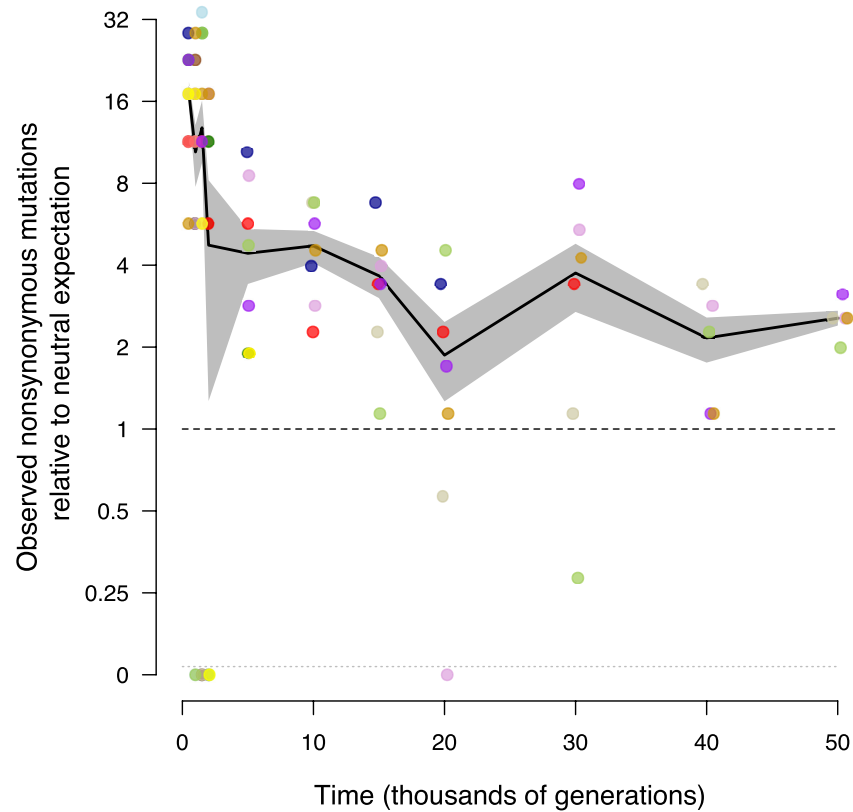 Observed nonsynonymous mutations
relative to neutral expectation
32
16
8
4
2
1
0.5
0.25
0
0 10 20 30 40 50
Time (thousands of generations)